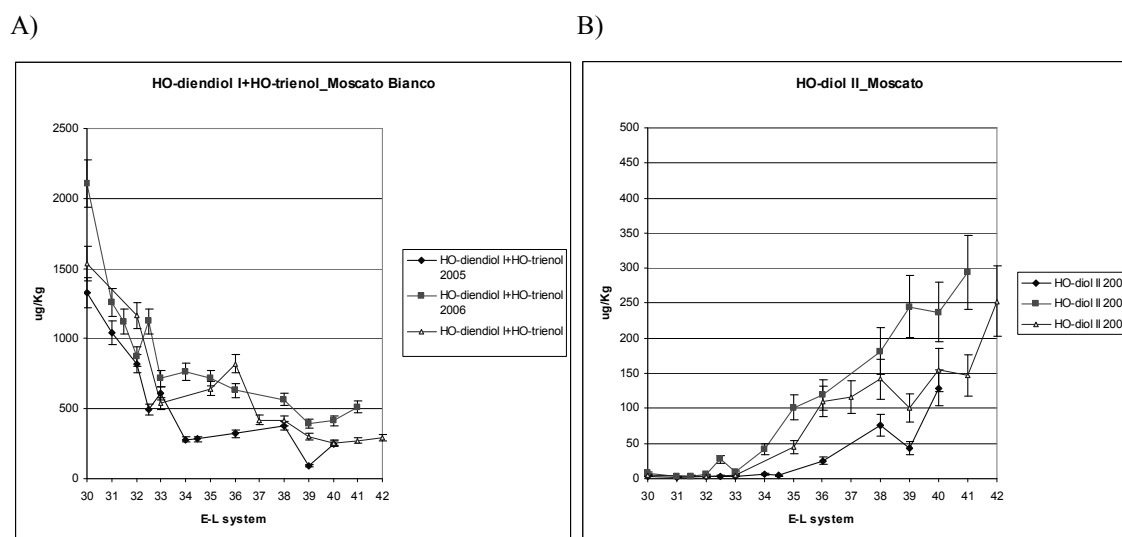 A)
B)
HO-diendiol I+HO-trienol_Moscato Bianco
2500
2000
1500
1000
500
0
ug/Kg
30 31 32 33 34 35 36 37 38 39 40 41 42
E-L system
HO-diendiol I+HO-trienol
2005
HO-diendiol I+HO-trienol
2006
HO-diendiol I+HO-trienol
HO-diol II_Moscato
500
450
400
350
300
250
200
150
100
50
0
ug/Kg
30 31 32 33 34 35 36 37 38 39 40 41 42
E-L system
HO-diol II 200
HO-diol II 200
HO-diol II 200